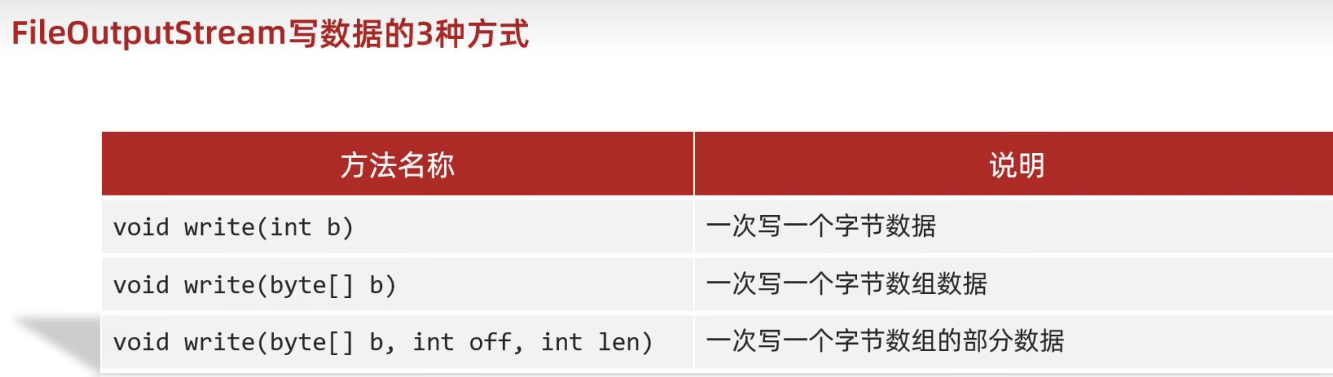 FileOutputStream写数据的3种方式
方法名称 说明
void write(int b) 一次写一个字节数据
void write(byte[] b) 一次写一个字节数组数据
void write(byte[] b, int off, int len) 一次写一个字节数组的部分数据